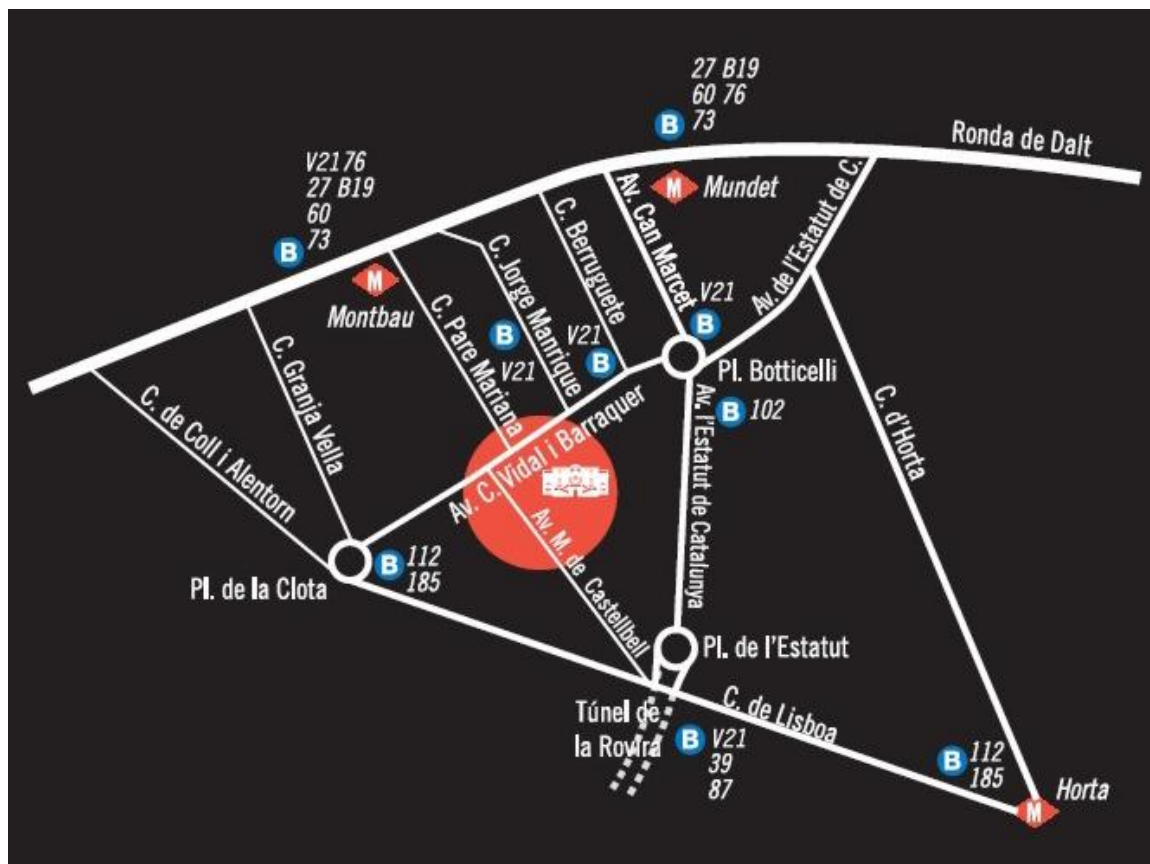 27 B19
60 76
B 73
Ronda de Dalt
V21 76
27 B19
60
B 73
M Mundet
M
Montbau
C. de Coll i Alentorn
C. Granja Vella
C. Pare Mariana
C. Jorge Manrique
C. Berruguete
Av. Can Marcet
Av. de l'Estatut de C.
B
V21
V21
B
V21
B
Pl. Botticelli
B 102
Av. C. Vidal i Barraquer
Av. l'Estatut de Catalunya
C. d'Horta
Av. M. de Castellbell
B 112
185
Pl. de la Clota
Pl. de l'Estatut
Túnel de
la Rovira
C. de Lisboa
B V21
39
87
B 112
185
M Horta